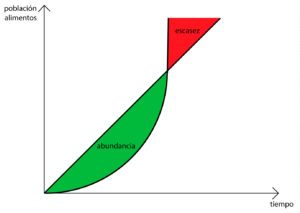 población
alimentos
escasez
abundancia
tiempo